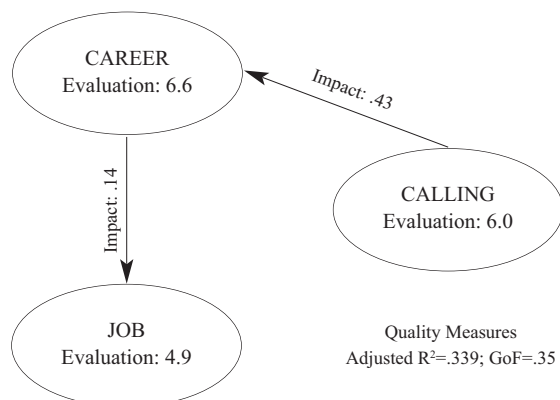 CAREER
Evaluation: 6.6
Impact: .43
Impact: .14
CALLING
Evaluation: 6.0
JOB
Evaluation: 4.9
Quality Measures
Adjusted R²=.339; GoF=.35